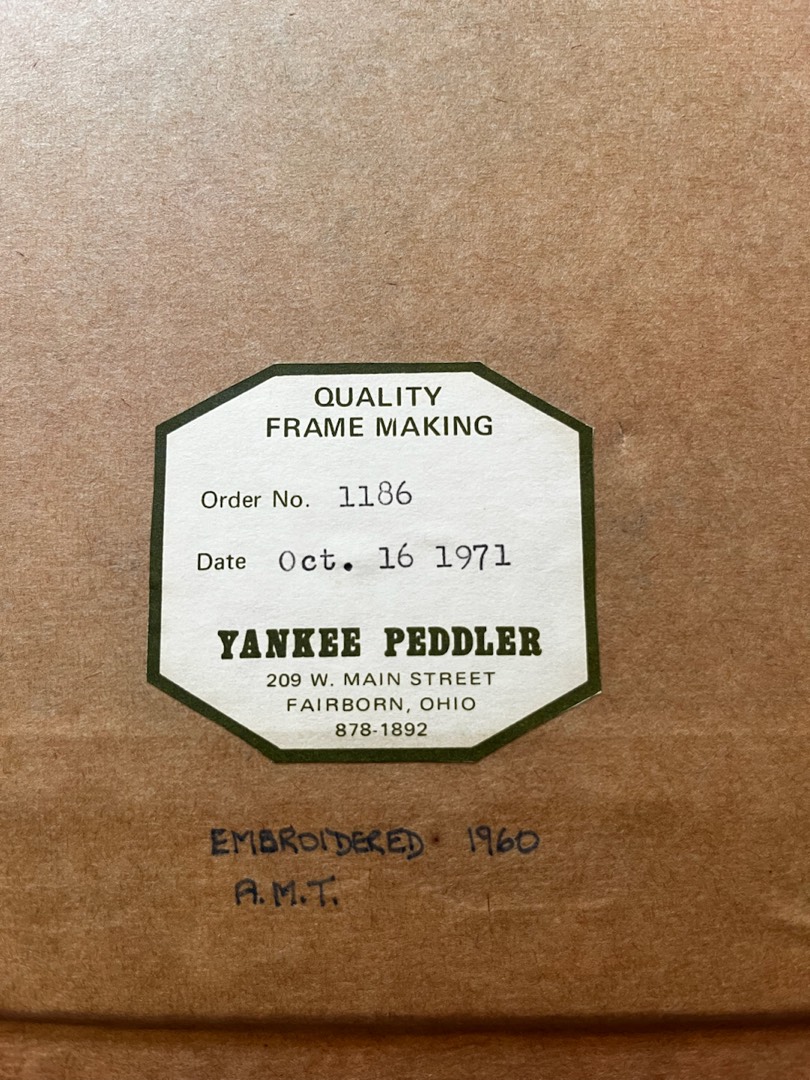 QUALITY
FRAME MAKING
Order No. 1186
Date Oct. 16 1971
YANKEE PEDDLER
209 W. MAIN STREET
FAIRBORN, OHIO
878-1892
EMBROIDERED 1960
A.M.T.